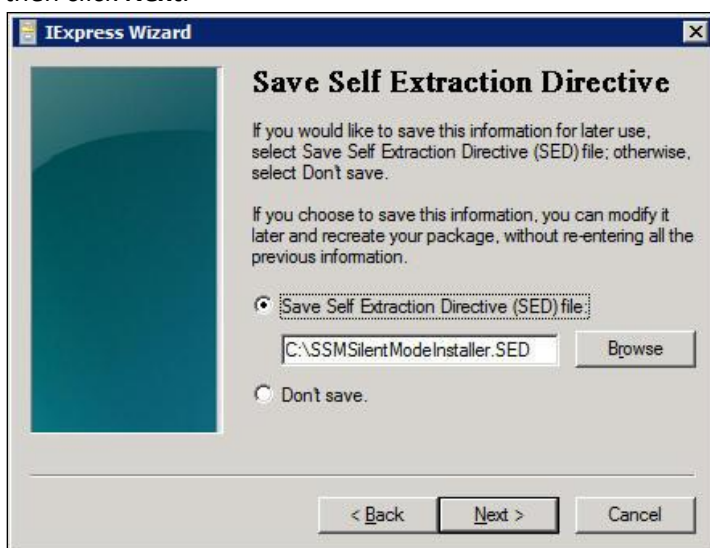 then click Next.
IExpress Wizard
Save Self Extraction Directive
If you would like to save this information for later use,
select Save Self Extraction Directive (SED) file; otherwise,
select Don't save.
If you choose to save this information, you can modify it
later and recreate your package, without re-entering all the
previous information.
Save Self Extraction Directive (SED) file:
C:\SSMSilentModeInstaller.SED Browse
Don't save.
< Back Next > Cancel